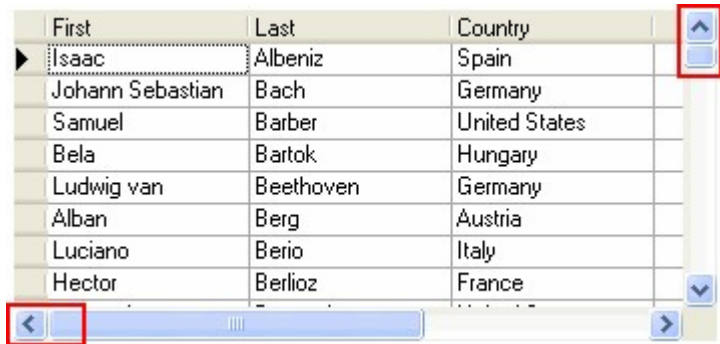 First Last Country
Isaac Albeniz Spain
Johann Sebastian Bach Germany
Samuel Barber United States
Bela Bartok Hungary
Ludwig van Beethoven Germany
Alban Berg Austria
Luciano Berio Italy
Hector Berlioz France